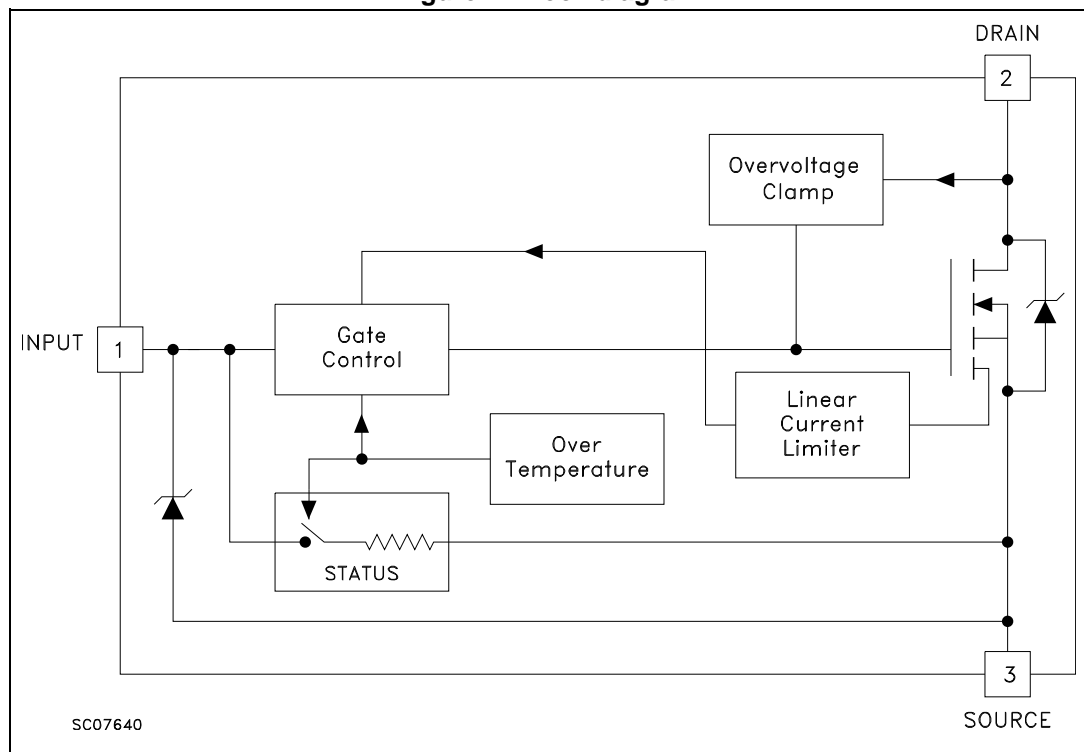 DRAIN
2
Overvoltage
Clamp
INPUT
1
Gate
Control
Linear
Current
Limiter
Over
Temperature
STATUS
3
SOURCE
SC07640